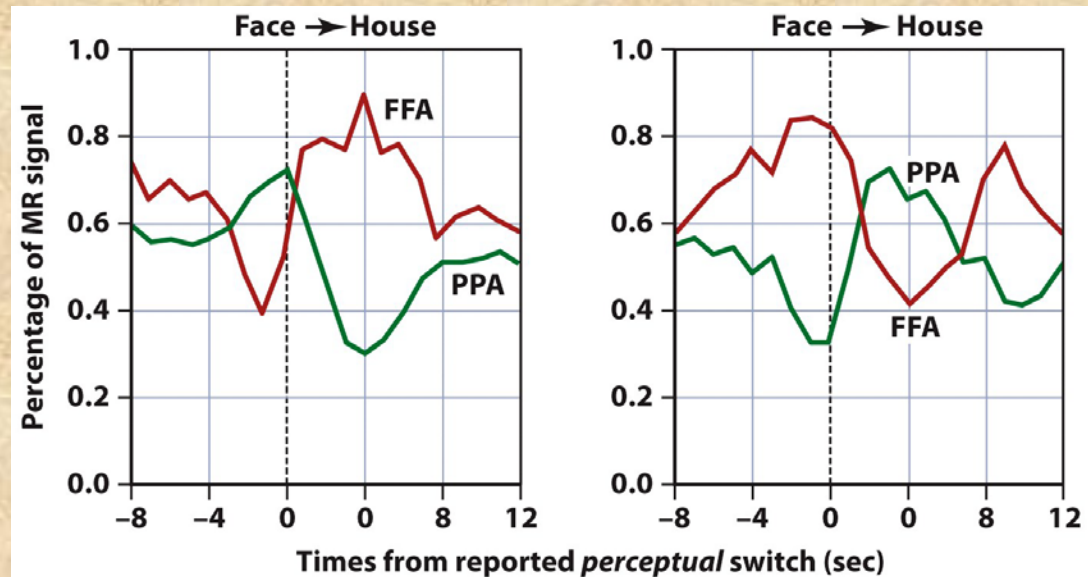 Face → House
1.0
0.8
0.6
0.4
0.2
0.0
Percentage of MR signal
FFA
PPA
–8 –4 0 0 8 12
Face → House
1.0
0.8
0.6
0.4
0.2
0.0
PPA
FFA
–8 –4 0 0 8 12
Times from reported perceptual switch (sec)